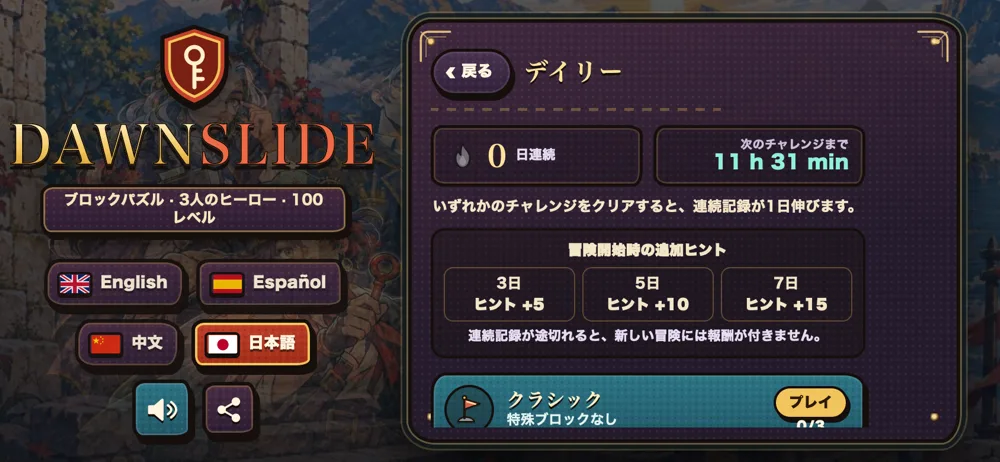 DAWNSLIDE
ブロックパズル · 3人のヒーロー · 100
レベル
English
Español
中文
日本語
戻る
デイリー
0 日連続
次のチャレンジまで
11 h 31 min
いずれかのチャレンジをクリアすると、連続記録が1日伸びます。
冒険開始時の追加ヒント
3日
ヒント +5
5日
ヒント +10
7日
ヒント +15
連続記録が途切れると、新しい冒険には報酬が付きません。
クラシック
特殊ブロックなし
プレイ
0/3